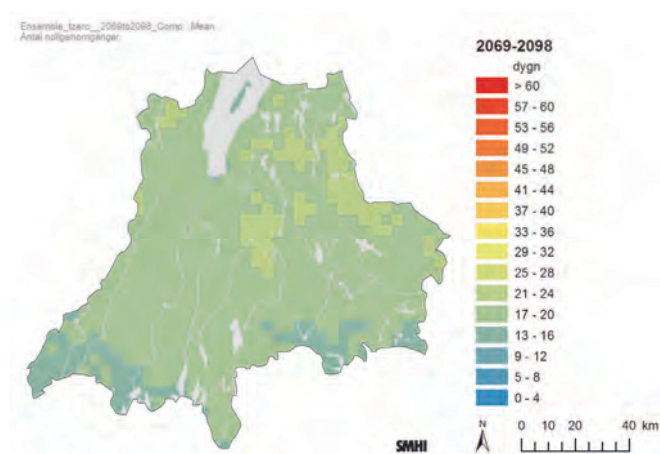 Ensemble_tzero__2069to2098_Comp : Mean
Antal nollgenomgångar.
2069-2098
dygn
> 60
57 - 60
53 - 56
49 - 52
45 - 48
41 - 44
37 - 40
33 - 36
29 - 32
25 - 28
21 - 24
17 - 20
13 - 16
9 - 12
5 - 8
0 - 4
N
0 10 20 40 km
SMHI